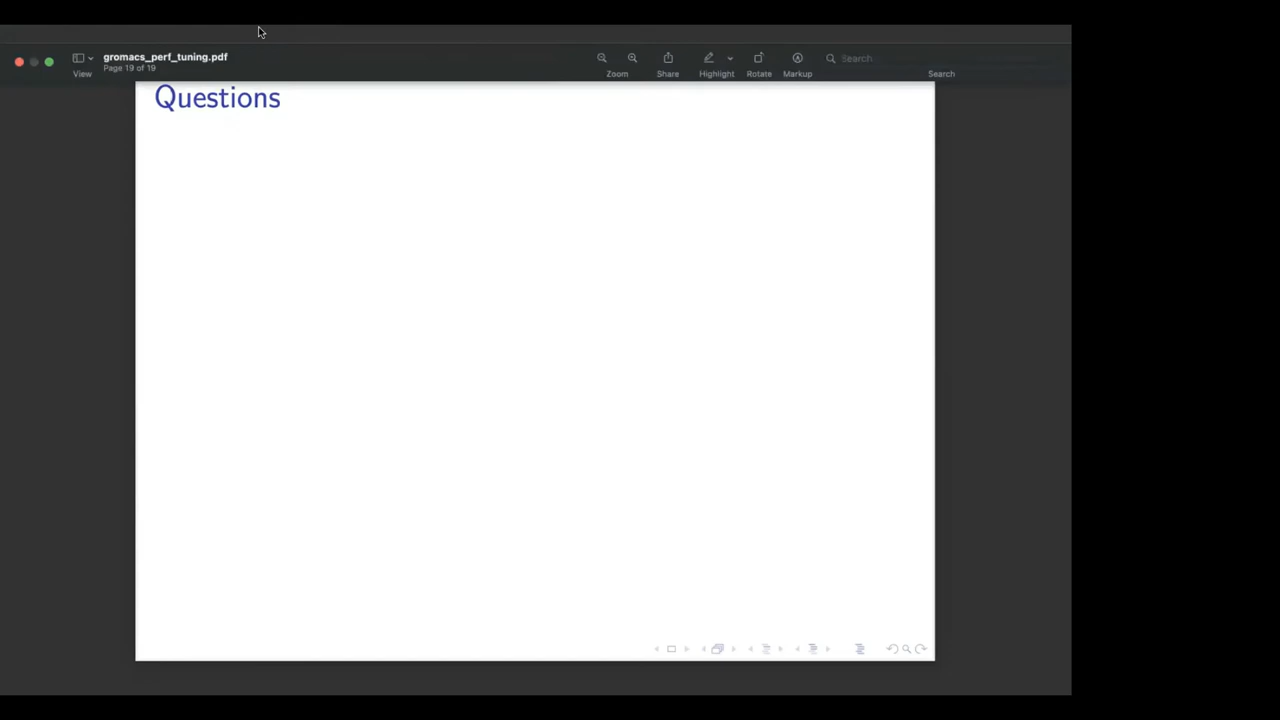 gromacs_perf_tuning.pdf
Page 19 of 19
View
Zoom
Share
Highlight
Rotate
Markup
Search
Search
Questions